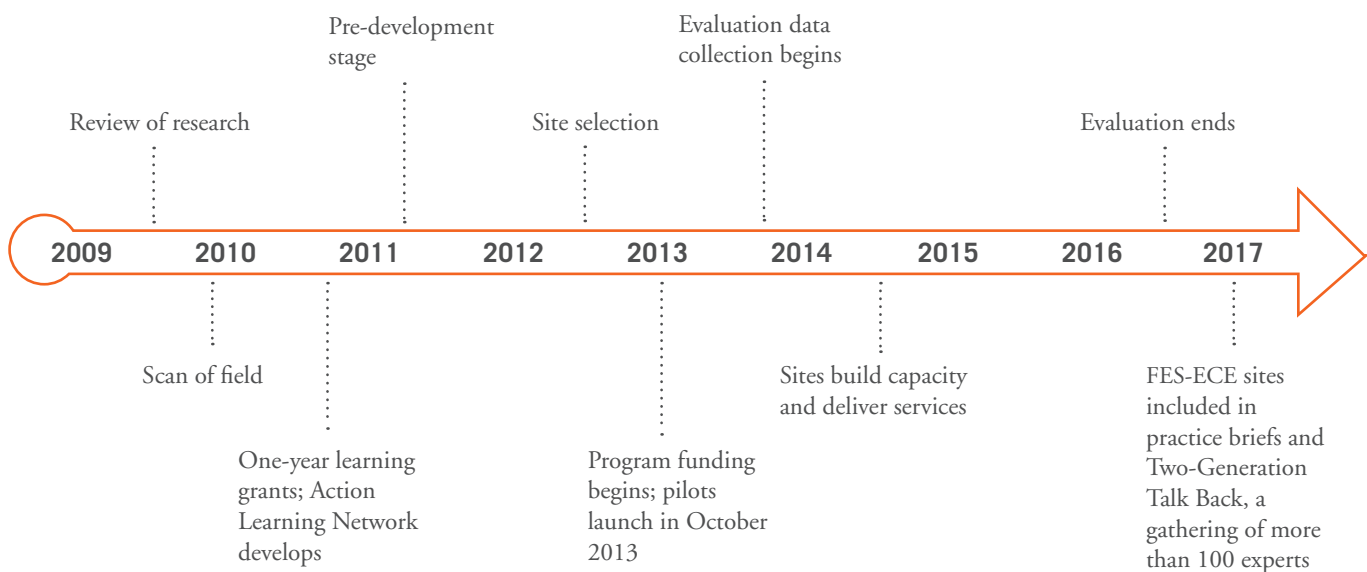 Pre-development
stage
Evaluation data
collection begins
Review of research
Site selection
Evaluation ends
2009
2010
2011
2012
2013
2014
2015
2016
2017
Scan of field
One-year learning
grants; Action
Learning Network
develops
Program funding
begins; pilots
launch in October
2013
Sites build capacity
and deliver services
FES-ECE sites
included in
practice briefs and
Two-Generation
Talk Back, a
gathering of more
than 100 experts